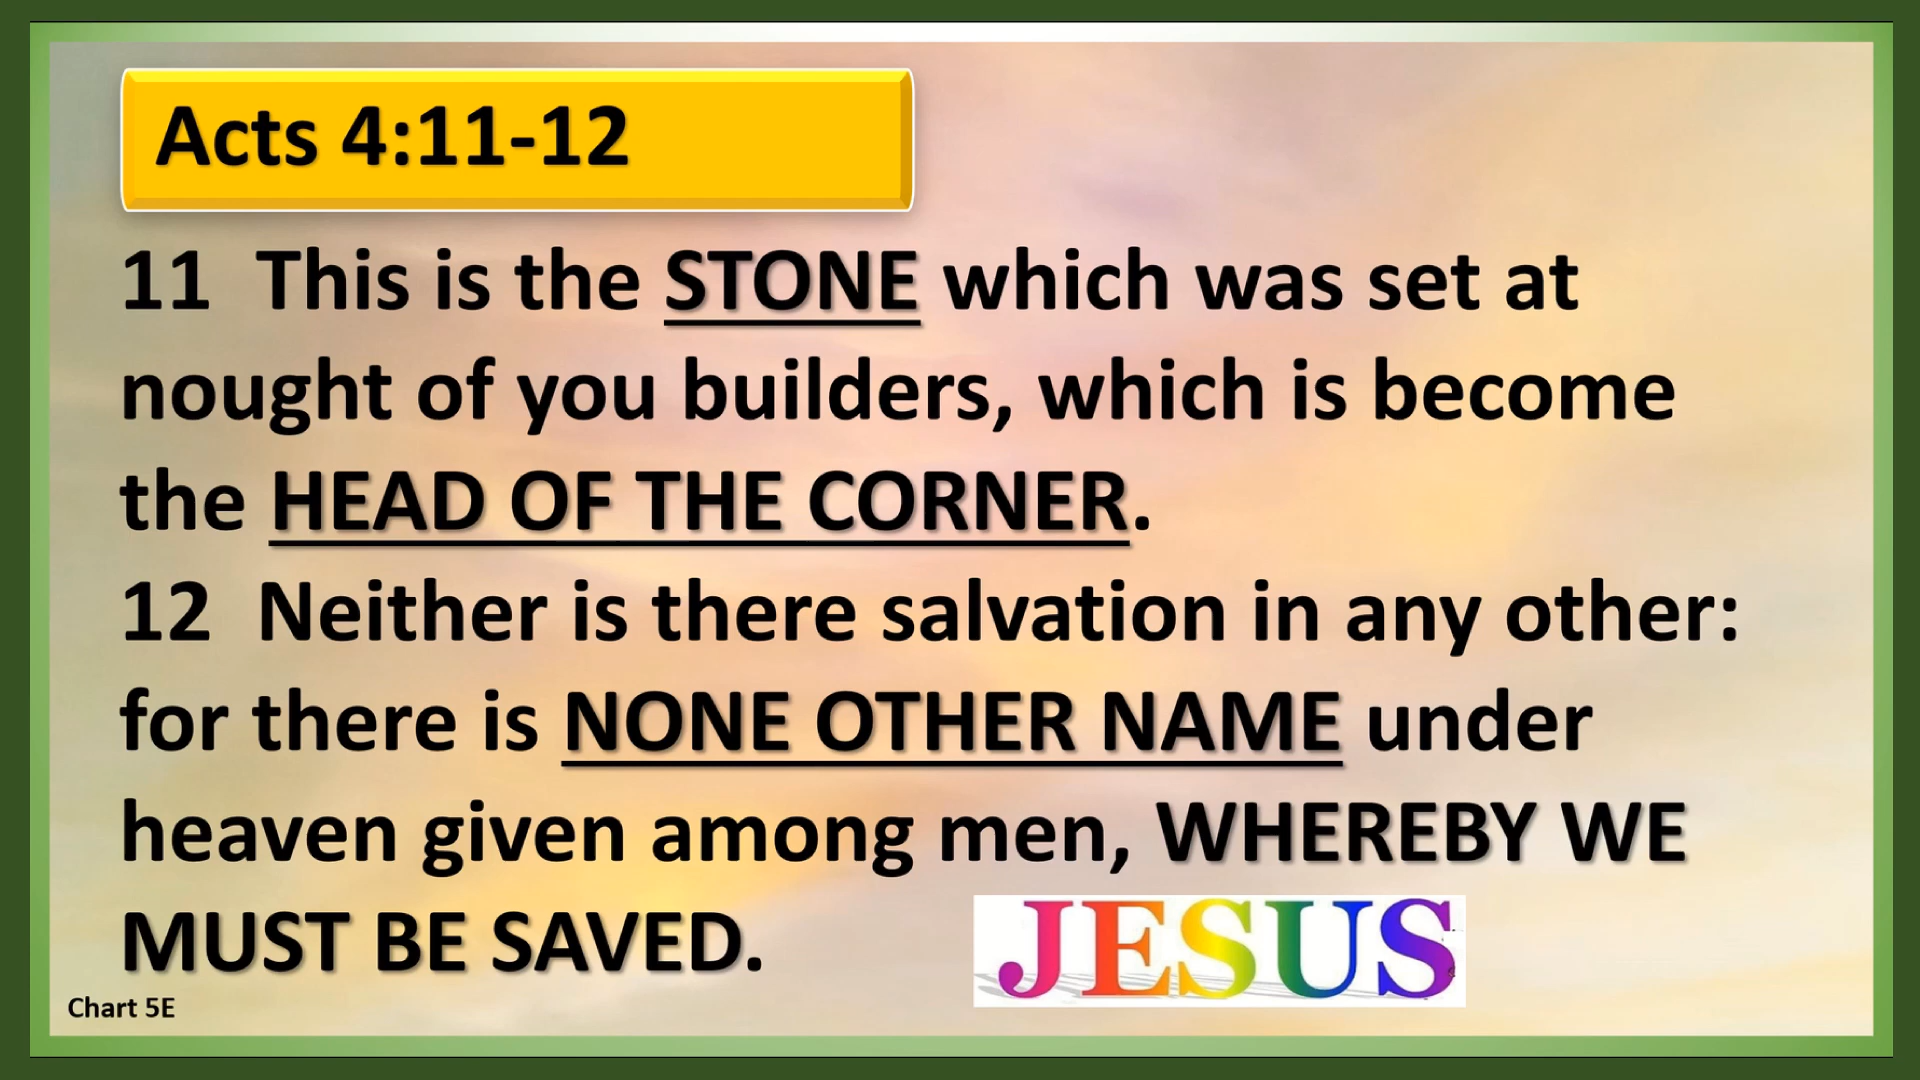 Acts 4:11-12
11 This is the STONE which was set at
nought of you builders, which is become
the HEAD OF THE CORNER.
12 Neither is there salvation in any other:
for there is NONE OTHER NAME under
heaven given among men, WHEREBY WE
MUST BE SAVED.
JESUS
Chart 5E